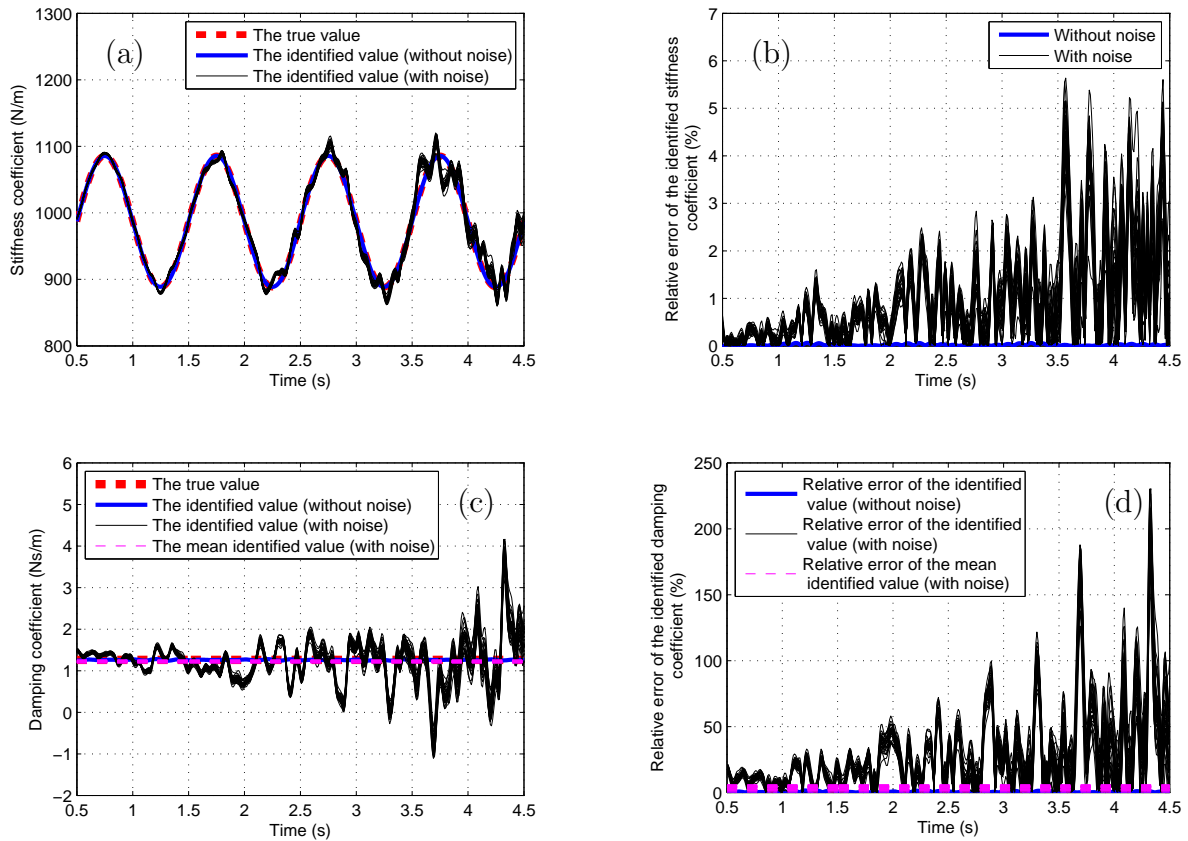 1300
1200
1100
1000
900
800
0.5 1 1.5 2 2.5 3 3.5 4 4.5
Time (s)
Stiffness coefficient (N/m)
(a)
The true value
The identified value (without noise)
The identified value (with noise)
7
6
5
4
3
2
1
0
0.5 1 1.5 2 2.5 3 3.5 4 4.5
Time (s)
Relative error of the identified stiffness
coefficient (%)
(b)
Without noise
With noise
6
5
4
3
2
1
0
−1
−2
0.5 1 1.5 2 2.5 3 3.5 4 4.5
Time (s)
Damping coefficient (Ns/m)
The true value
The identified value (without noise)
The identified value (with noise)
The mean identified value (with noise)
(c)
250
200
150
100
50
0
0.5 1 1.5 2 2.5 3 3.5 4 4.5
Time (s)
Relative error of the identified damping
coefficient (%)
Relative error of the identified
value (without noise)
Relative error of the identified
value (with noise)
Relative error of the mean
identified value (with noise)
(d)